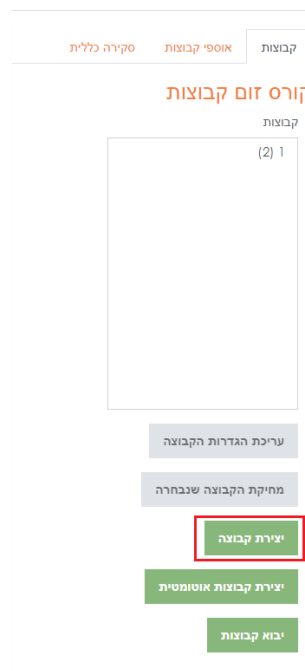 קבוצות אוספי קבוצות סקירה כללית
קורס זום קבוצות
קבוצות
1 (2)
עריכת הגדרות הקבוצה
מחיקת הקבוצה שנבחרה
יצירת קבוצה
יצירת קבוצות אוטומטית
יבוא קבוצות